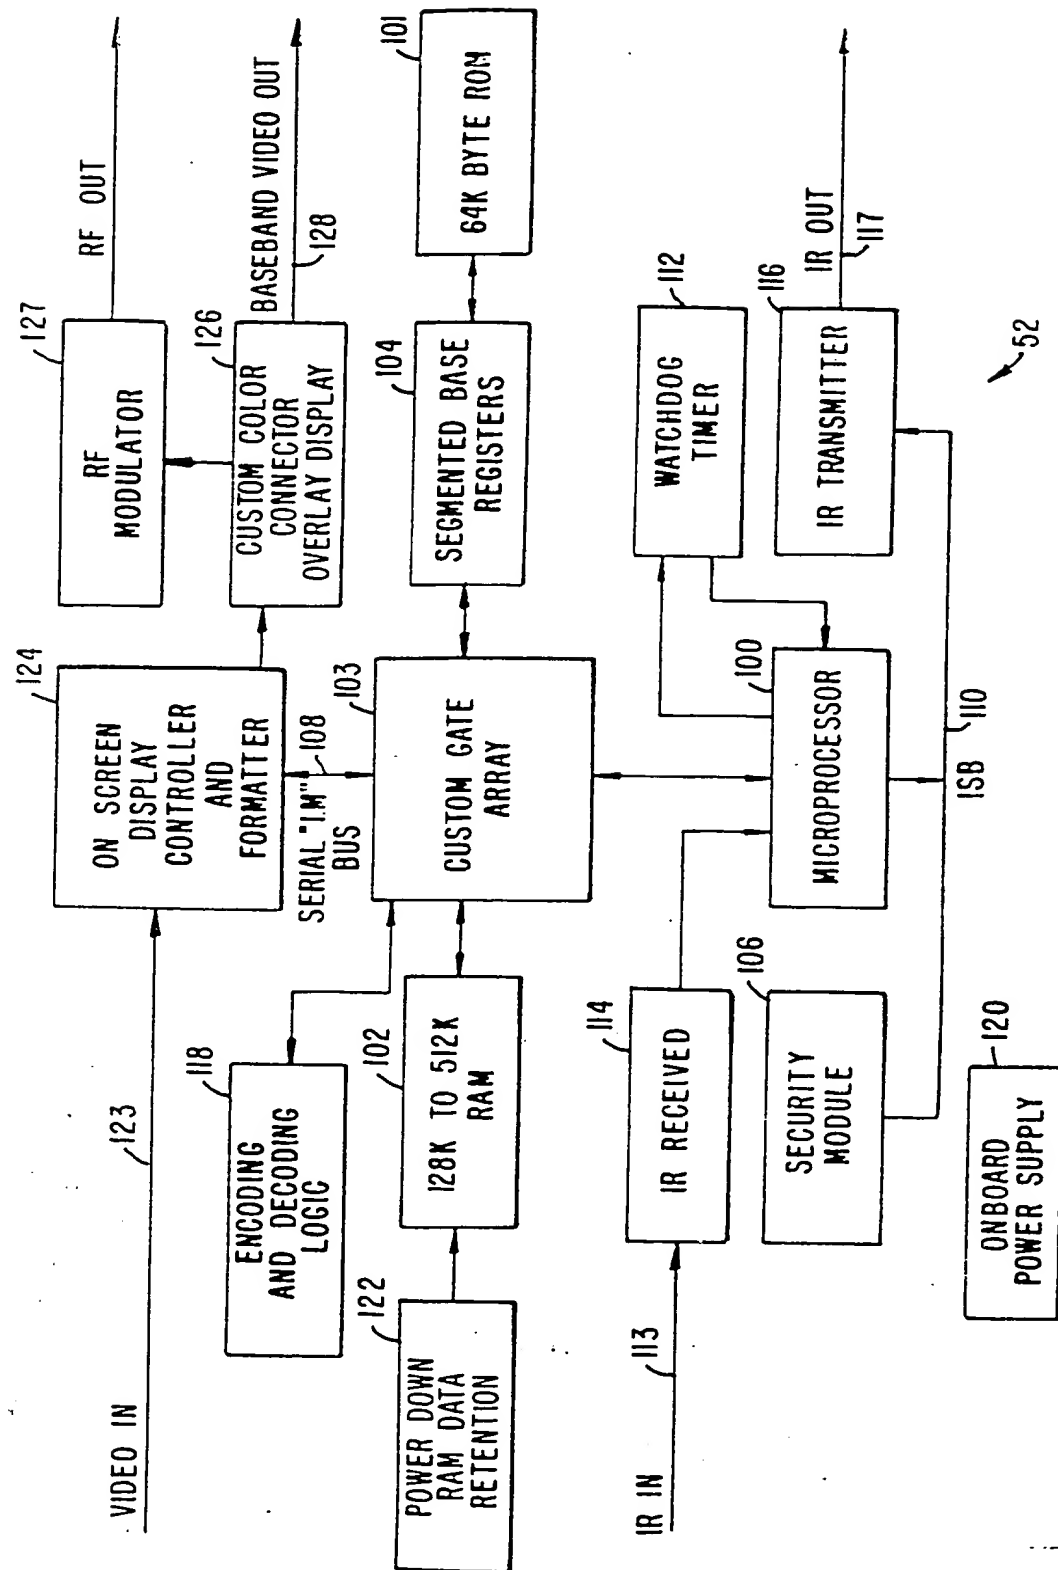 VIDEO IN
123
124
ON SCREEN
DISPLAY
CONTROLLER
AND
FORMATTER
127
RF
MODULATOR
RF OUT
126
CUSTOM COLOR
CONNECTOR
OVERLAY DISPLAY
BASEBAND VIDEO OUT
128
118
ENCODING
AND DECODING
LOGIC
SERIAL "I.M"
BUS
108
122
POWER DOWN
RAM DATA
RETENTION
102
128K TO 512K
RAM
103
CUSTOM GATE
ARRAY
104
SEGMENTED BASE
REGISTERS
101
64K BYTE ROM
IR IN
113
114
IR RECEIVED
112
WATCHDOG
TIMER
106
SECURITY
MODULE
100
MICROPROCESSOR
116
IR TRANSMITTER
IR OUT
117
ISB
110
120
ONBOARD
POWER SUPPLY
52